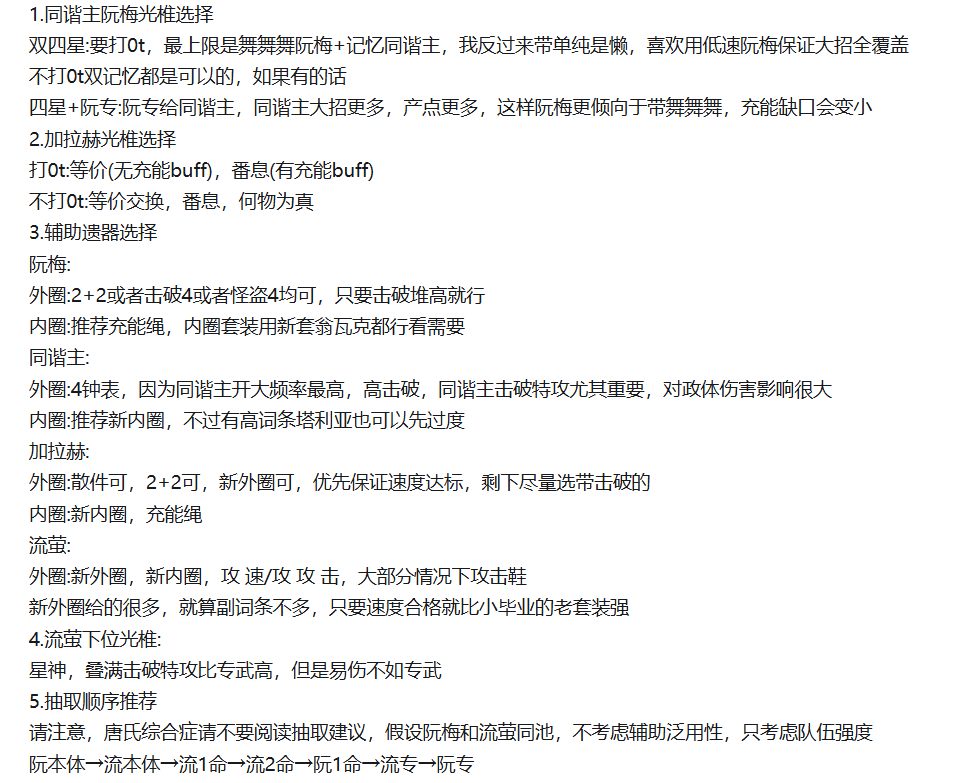 1.同谐主阮梅光椎选择
双四星:要打0t，最上限是舞舞舞阮梅+记忆同谐主，我反过来带单纯是懒，喜欢用低速阮梅保证大招全覆盖
不打0t双记忆都是可以的，如果有的话
四星+阮专:阮专给同谐主，同谐主大招更多，产点更多，这样阮梅更倾向于带舞舞舞，充能缺口会变小
2.加拉赫光椎选择
打0t:等价(无充能buff)，番息(有充能buff)
不打0t:等价交换，番息，何物为真
3.辅助遗器选择
阮梅:
外圈:2+2或者击破4或者怪盗4均可，只要击破堆高就行
内圈:推荐充能绳，内圈套装用新套翁瓦克都行看需要
同谐主:
外圈:4钟表，因为同谐主开大频率最高，高击破，同谐主击破特攻尤其重要，对政体伤害影响很大
内圈:推荐新内圈，不过有高词条塔利亚也可以先过度
加拉赫:
外圈:散件可，2+2可，新外圈可，优先保证速度达标，剩下尽量选带击破的
内圈:新内圈，充能绳
流萤:
外圈:新外圈，新内圈，攻 速/攻 攻 击，大部分情况下攻击鞋
新外圈给的很多，就算副词条不多，只要速度合格就比小毕业的老套装强
4.流萤下位光椎:
星神，叠满击破特攻比专武高，但是易伤不如专武
5.抽取顺序推荐
请注意，唐氏综合症请不要阅读抽取建议，假设阮梅和流萤同池，不考虑辅助泛用性，只考虑队伍强度
阮本体→流本体→流1命→流2命→阮1命→流专→阮专